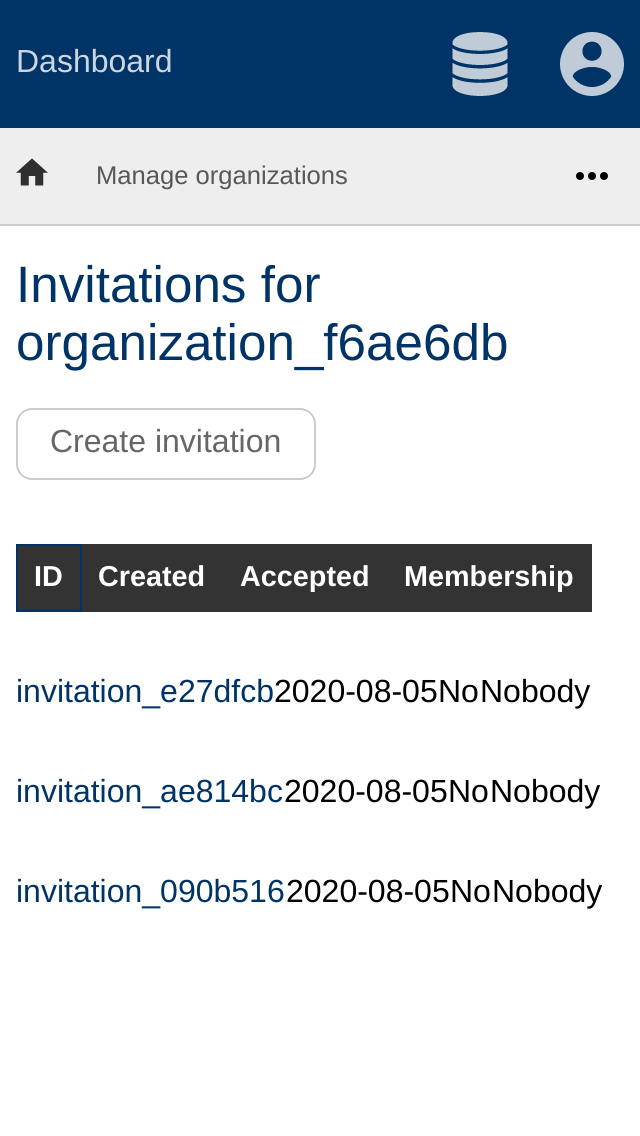 Dashboard
Manage organizations
Invitations for
organization_f6ae6db
Create invitation
ID Created Accepted Membership
invitation_e27dfcb2020-08-05NoNobody
invitation_ae814bc2020-08-05NoNobody
invitation_090b5162020-08-05NoNobody